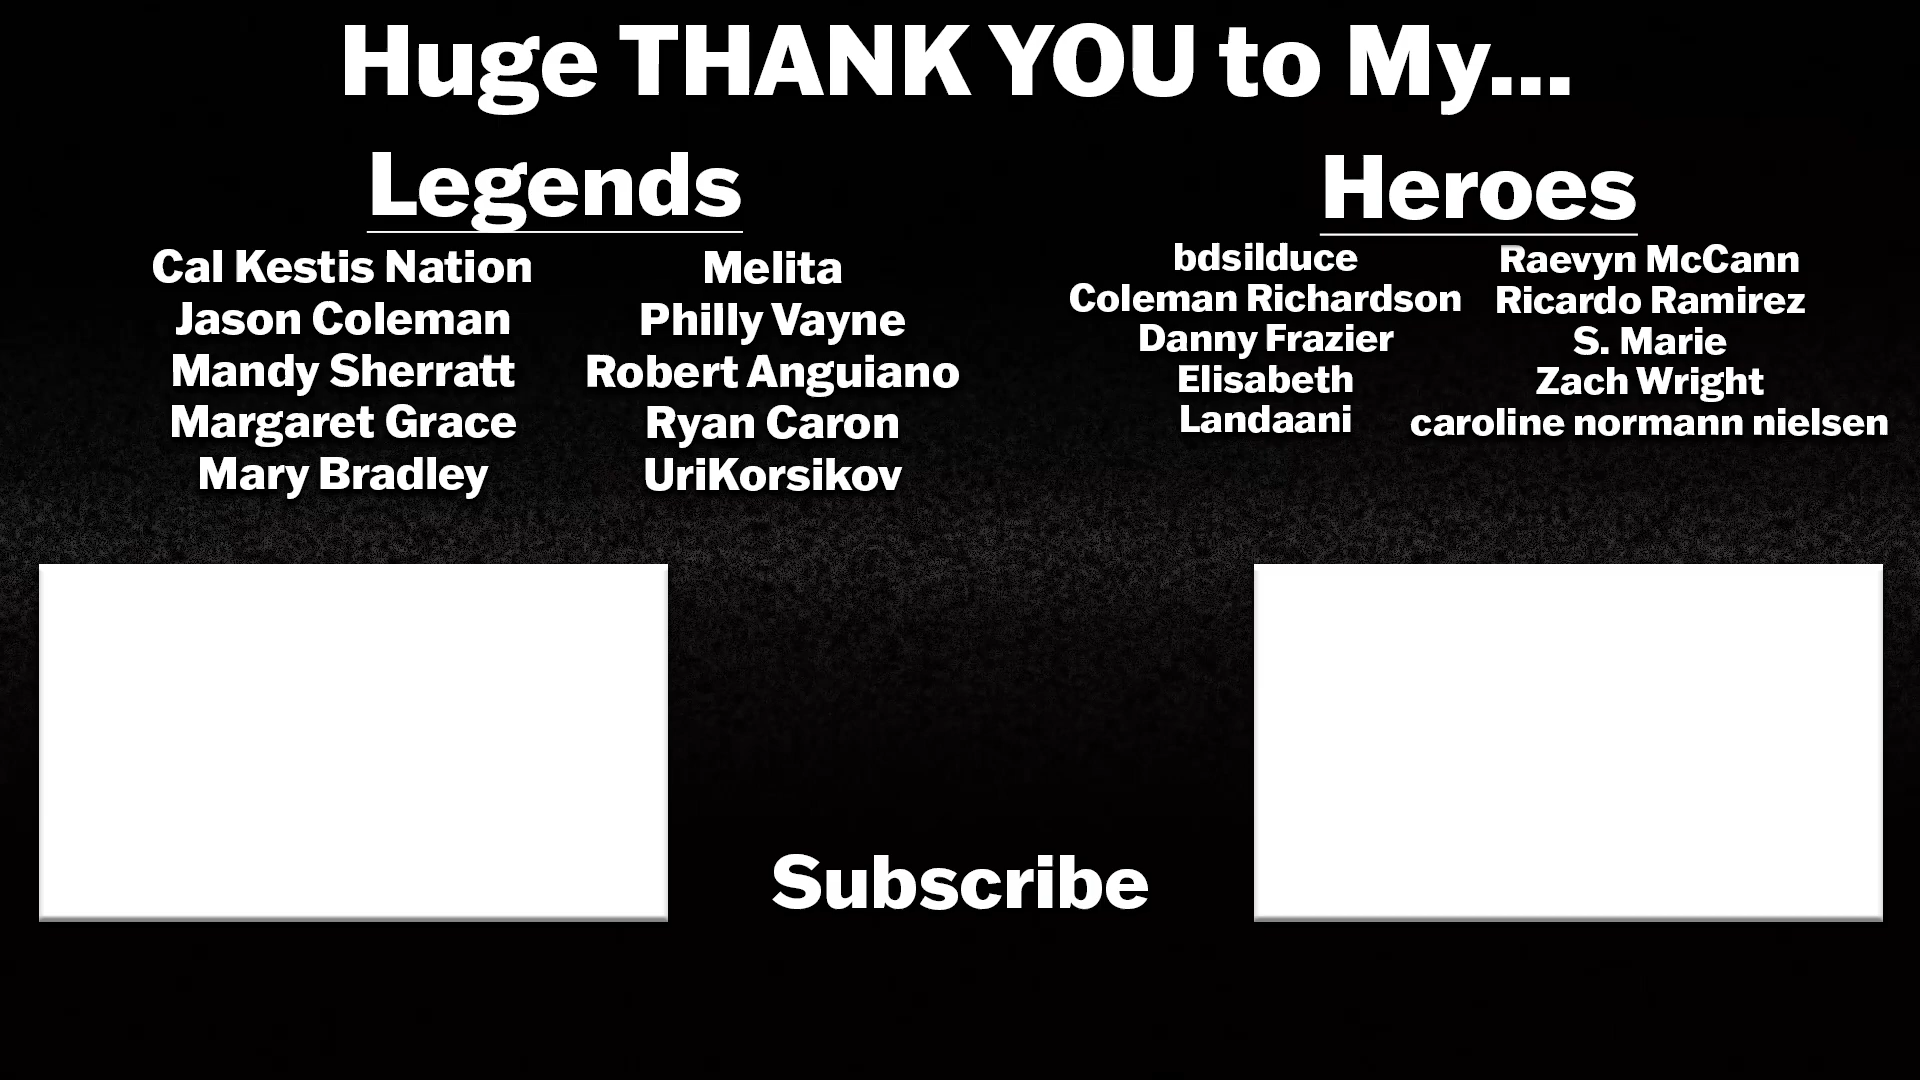 Huge THANK YOU to My...
Legends
Cal Kestis Nation
Jason Coleman
Mandy Sherratt
Margaret Grace
Mary Bradley
Melita
Philly Vayne
Robert Anguiano
Ryan Caron
UriKorsikov
Heroes
bdsilduce
Coleman Richardson
Danny Frazier
Elisabeth
Landaani
Raevyn McCann
Ricardo Ramirez
S. Marie
Zach Wright
caroline normann nielsen
Subscribe